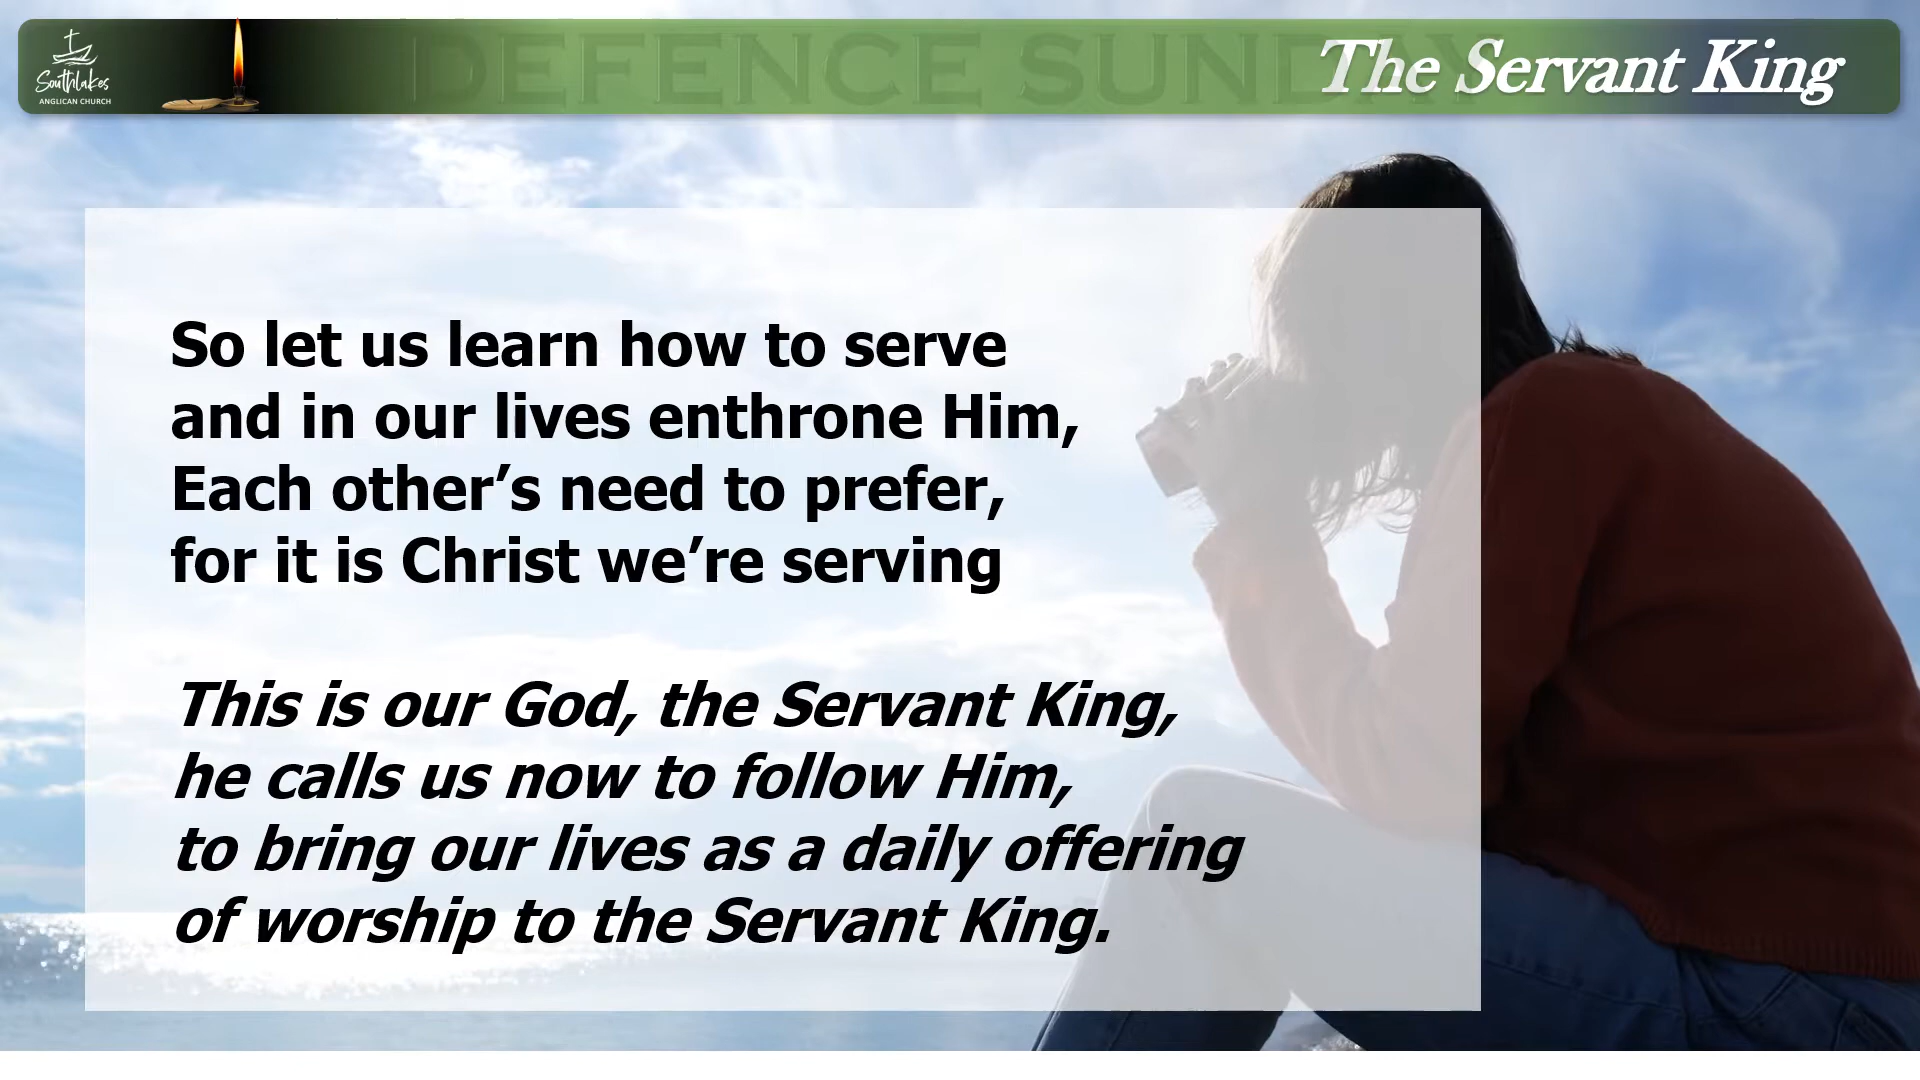 Southlakes
ANGLICAN CHURCH
DEFENCE SUNDAY
The Servant King
So let us learn how to serve
and in our lives enthrone Him,
Each other’s need to prefer,
for it is Christ we’re serving
This is our God, the Servant King,
he calls us now to follow Him,
to bring our lives as a daily offering
of worship to the Servant King.